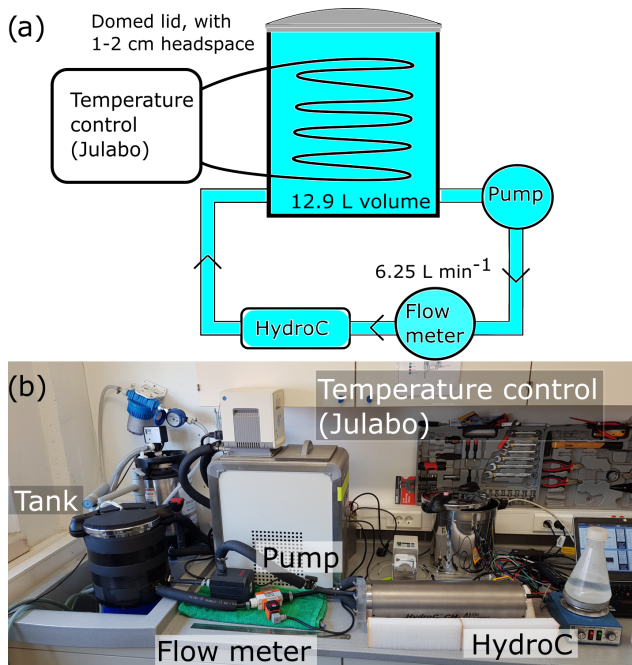 (a)
Domed lid, with
1-2 cm headspace
Temperature
control
(Julabo)
12.9 L volume
Pump
6.25 L min⁻¹
Flow
meter
HydroC
(b)
Temperature control
(Julabo)
Tank
Pump
Flow meter
HydroC